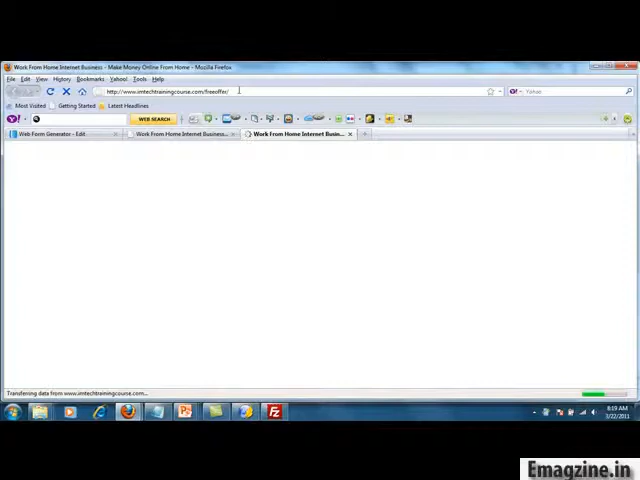 Work From Home Internet Business - Make Money Online From Home - Mozilla Firefox
File Edit View History Bookmarks Yahoo! Tools Help
http://www.imtechtrainingcourse.com/freeoffer/
Yahoo
Most Visited Getting Started Latest Headlines
Y! WEB SEARCH
Web Form Generator - Edit
Work From Home Internet Business...
Work From Home Internet Busin...
Transferring data from www.imtechtrainingcourse.com...
8:19 AM
3/22/2011
Emagzine.in